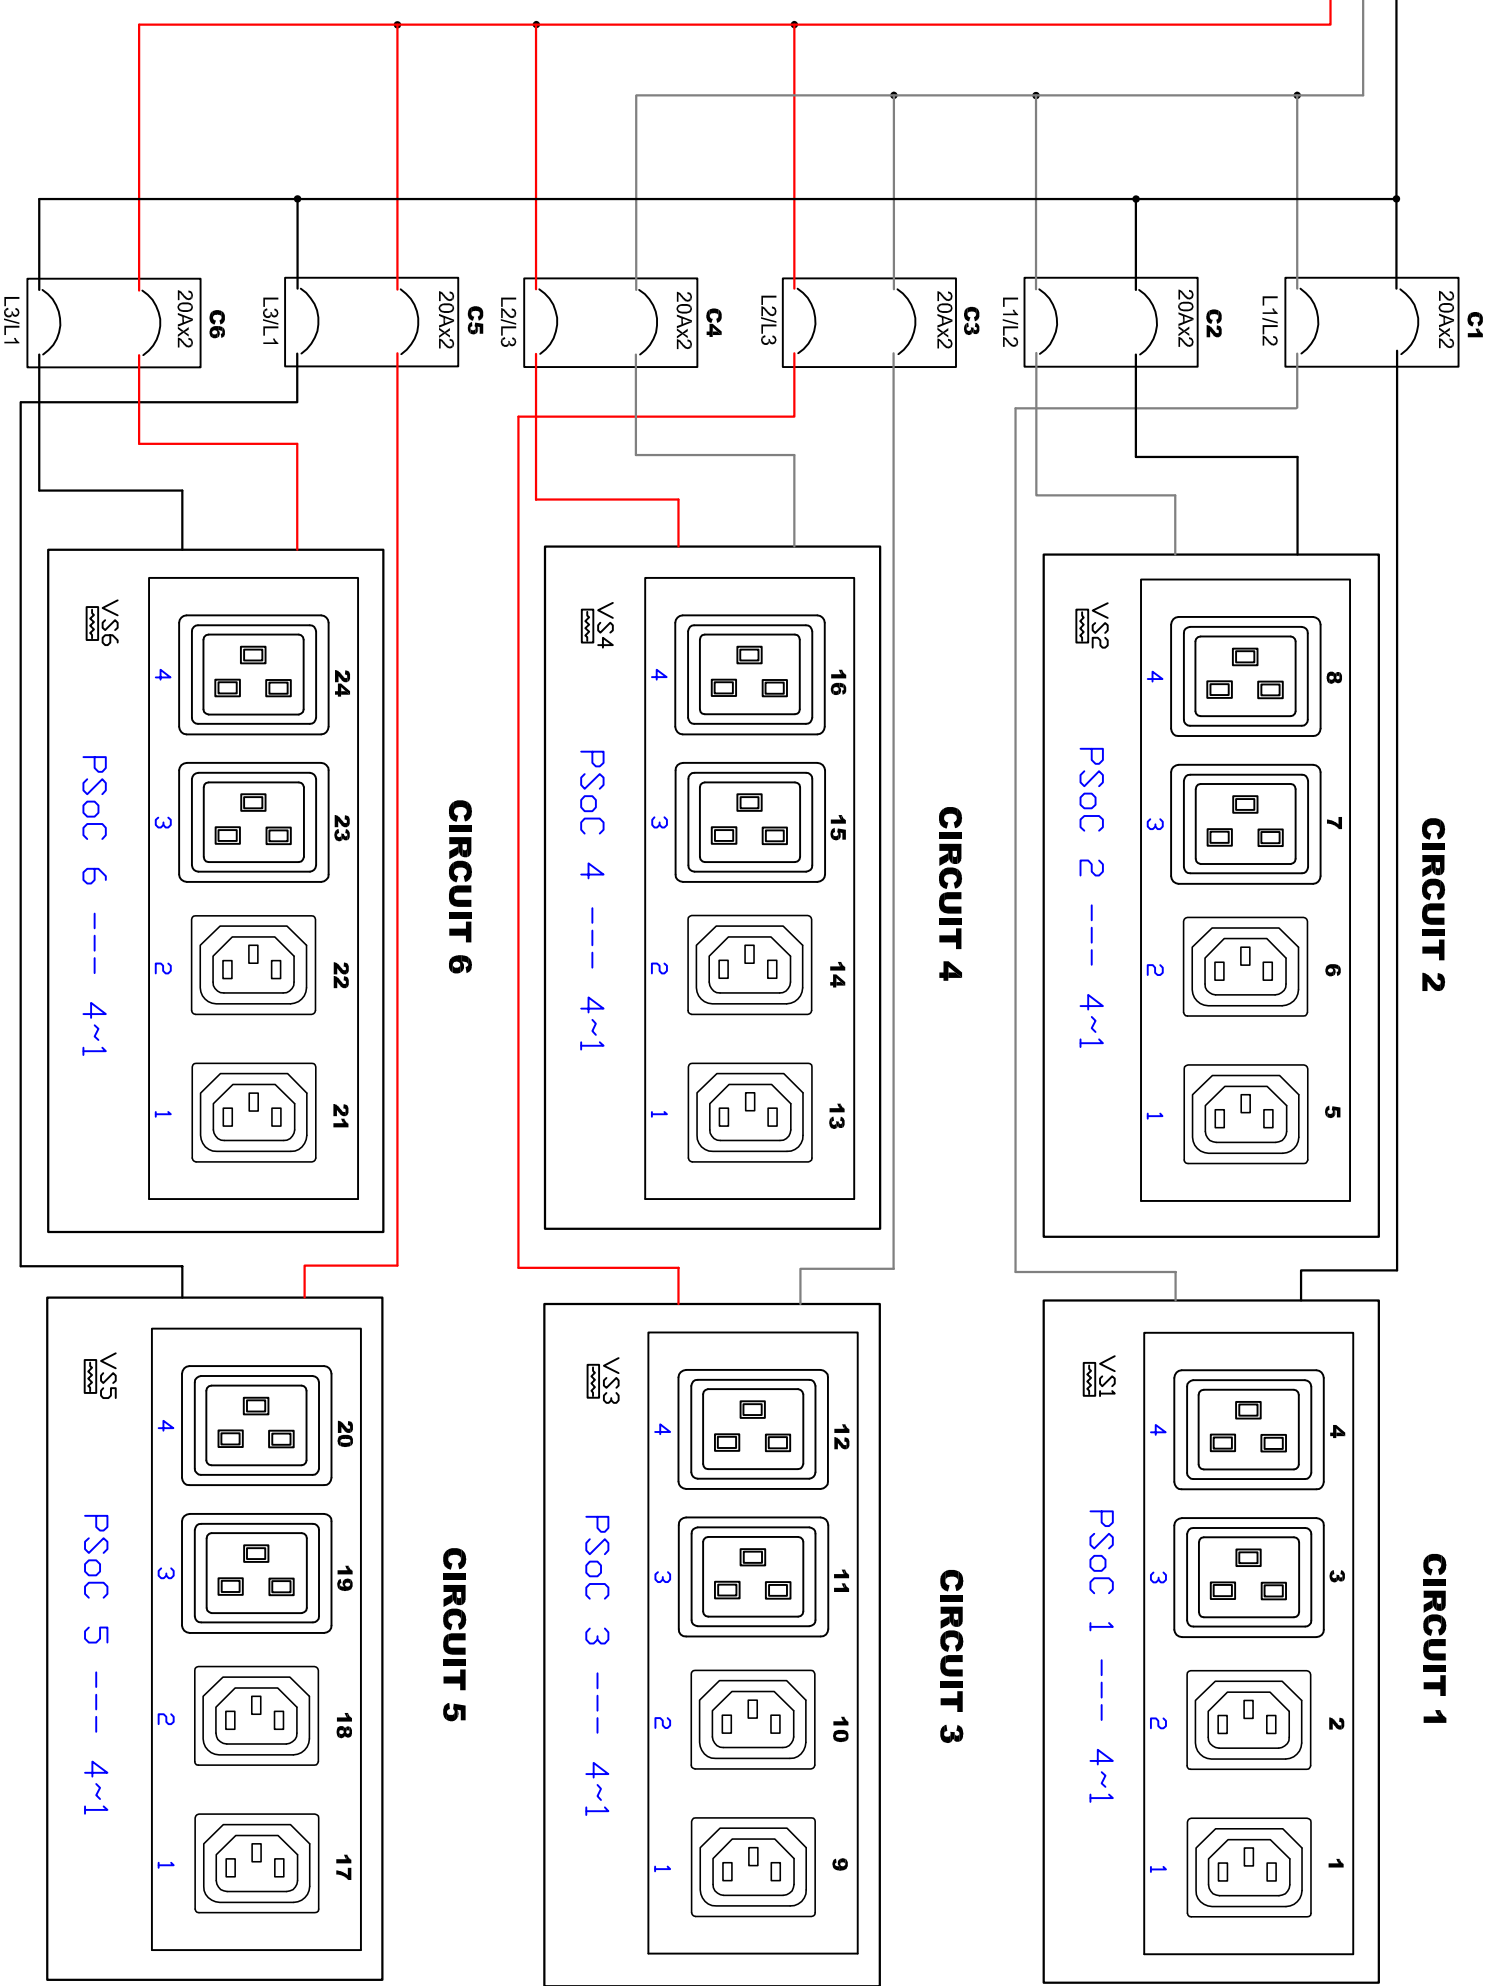 C1
20Ax2
L1/L2
C2
20Ax2
L1/L2
C3
20Ax2
L2/L3
C4
20Ax2
L2/L3
C5
20Ax2
L3/L1
C6
20Ax2
L3/L1
CIRCUIT 2
8
7
6
5
4
3
2
1
VS2
PSoC 2 --- 4~1
CIRCUIT 1
4
3
2
1
4
3
2
1
VS1
PSoC 1 --- 4~1
CIRCUIT 4
16
15
14
13
4
3
2
1
VS4
PSoC 4 --- 4~1
CIRCUIT 3
12
11
10
9
4
3
2
1
VS3
PSoC 3 --- 4~1
CIRCUIT 6
24
23
22
21
4
3
2
1
VS6
PSoC 6 --- 4~1
CIRCUIT 5
20
19
18
17
4
3
2
1
VS5
PSoC 5 --- 4~1